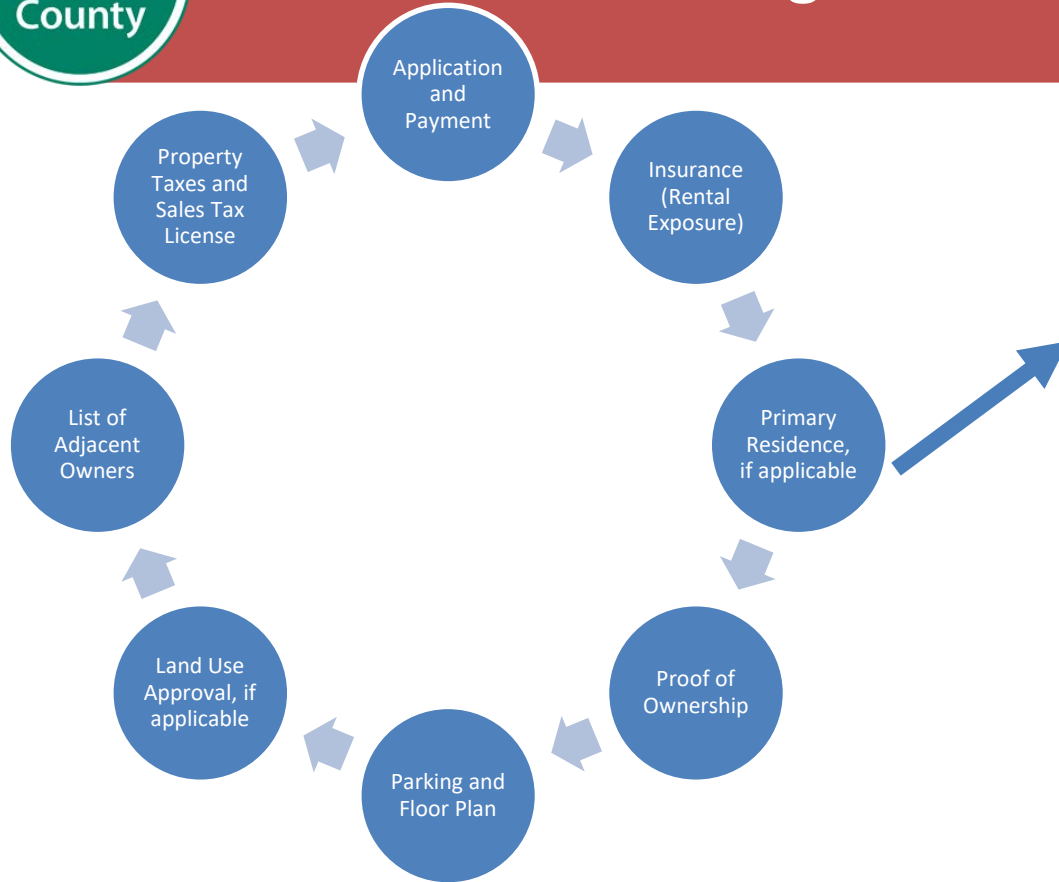 County
Application
and
Payment
Insurance
(Rental
Exposure)
Primary
Residence,
if applicable
Proof of
Ownership
Parking and
Floor Plan
Land Use
Approval, if
applicable
List of
Adjacent
Owners
Property
Taxes and
Sales Tax
License